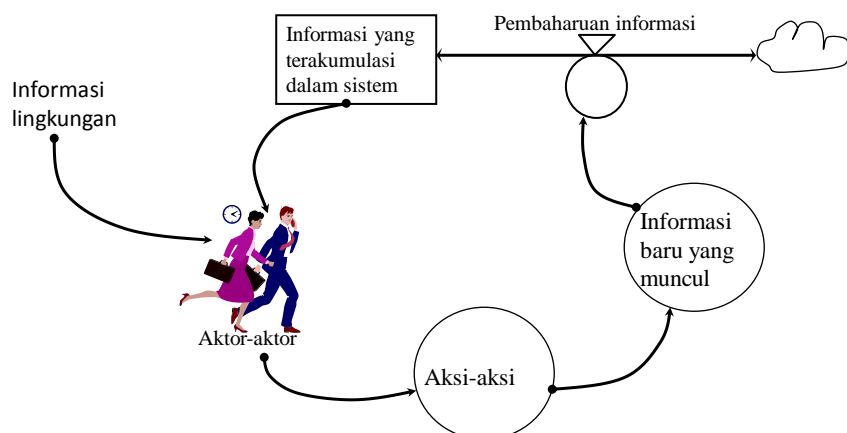 Pembaharuan informasi
Informasi yang
terakumulasi
dalam sistem
Informasi
lingkungan
Informasi
baru yang
muncul
Aktor-aktor
Aksi-aksi